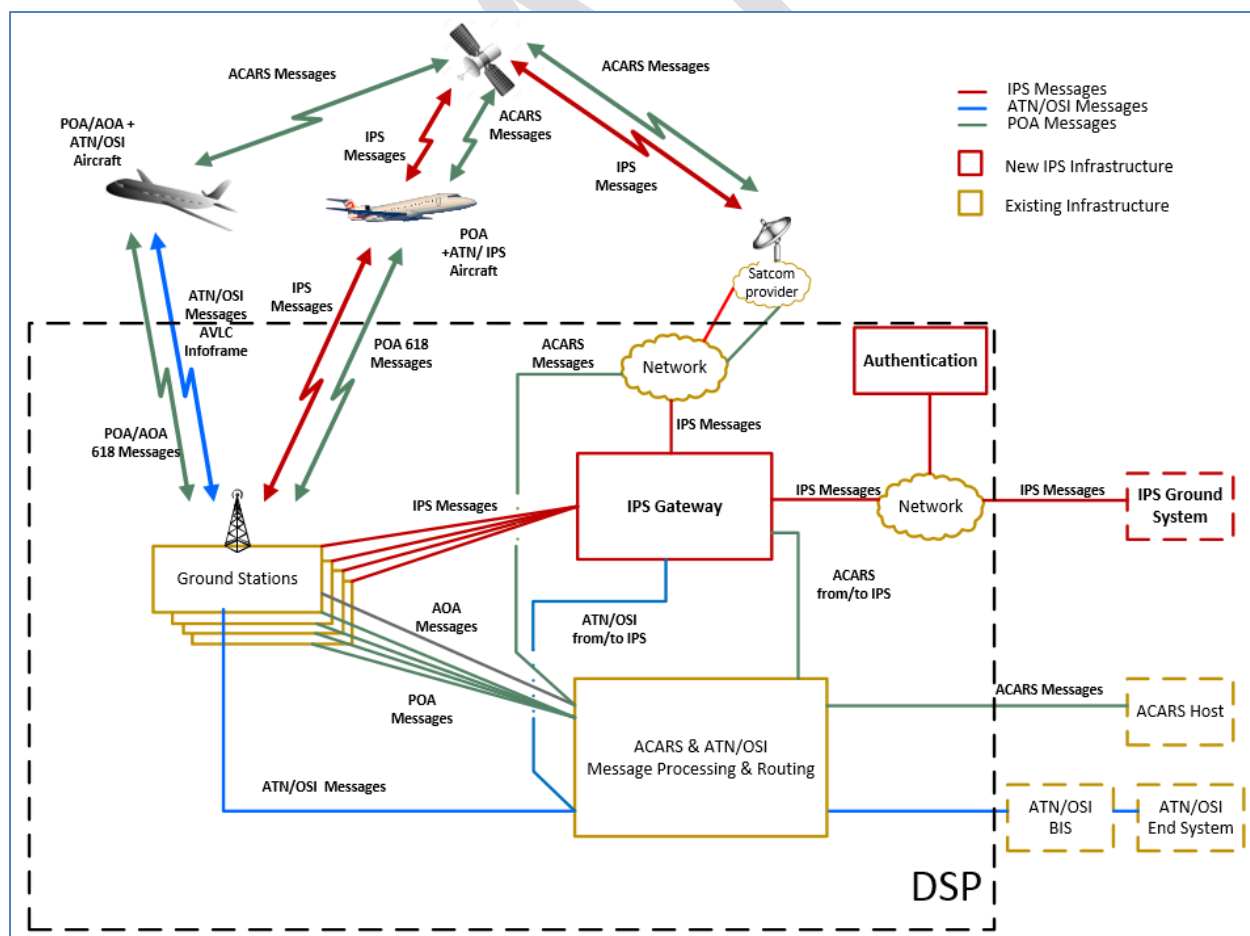 ACARS Messages
ACARS Messages
ACARS
Messages
IPS
Messages
IPS
Messages
POA/AOA +
ATN/OSI
Aircraft
POA
+ATN/ IPS
Aircraft
IPS Messages
ATN/OSI Messages
POA Messages
New IPS Infrastructure
Existing Infrastructure
Satcom
provider
ATN/OSI
Messages
AVLC
Infoframe
IPS
Messages
POA 618
Messages
POA/AOA
618 Messages
ACARS
Messages
Network
Authentication
IPS Messages
IPS Messages
IPS Gateway
IPS Messages
Network
IPS Messages
IPS Ground
System
Ground Stations
AOA
Messages
ATN/OSI
from/to IPS
ACARS
from/to IPS
POA
Messages
ACARS & ATN/OSI
Message Processing & Routing
ACARS Messages
ACARS Host
ATN/OSI Messages
ATN/OSI
BIS
ATN/OSI
End System
DSP